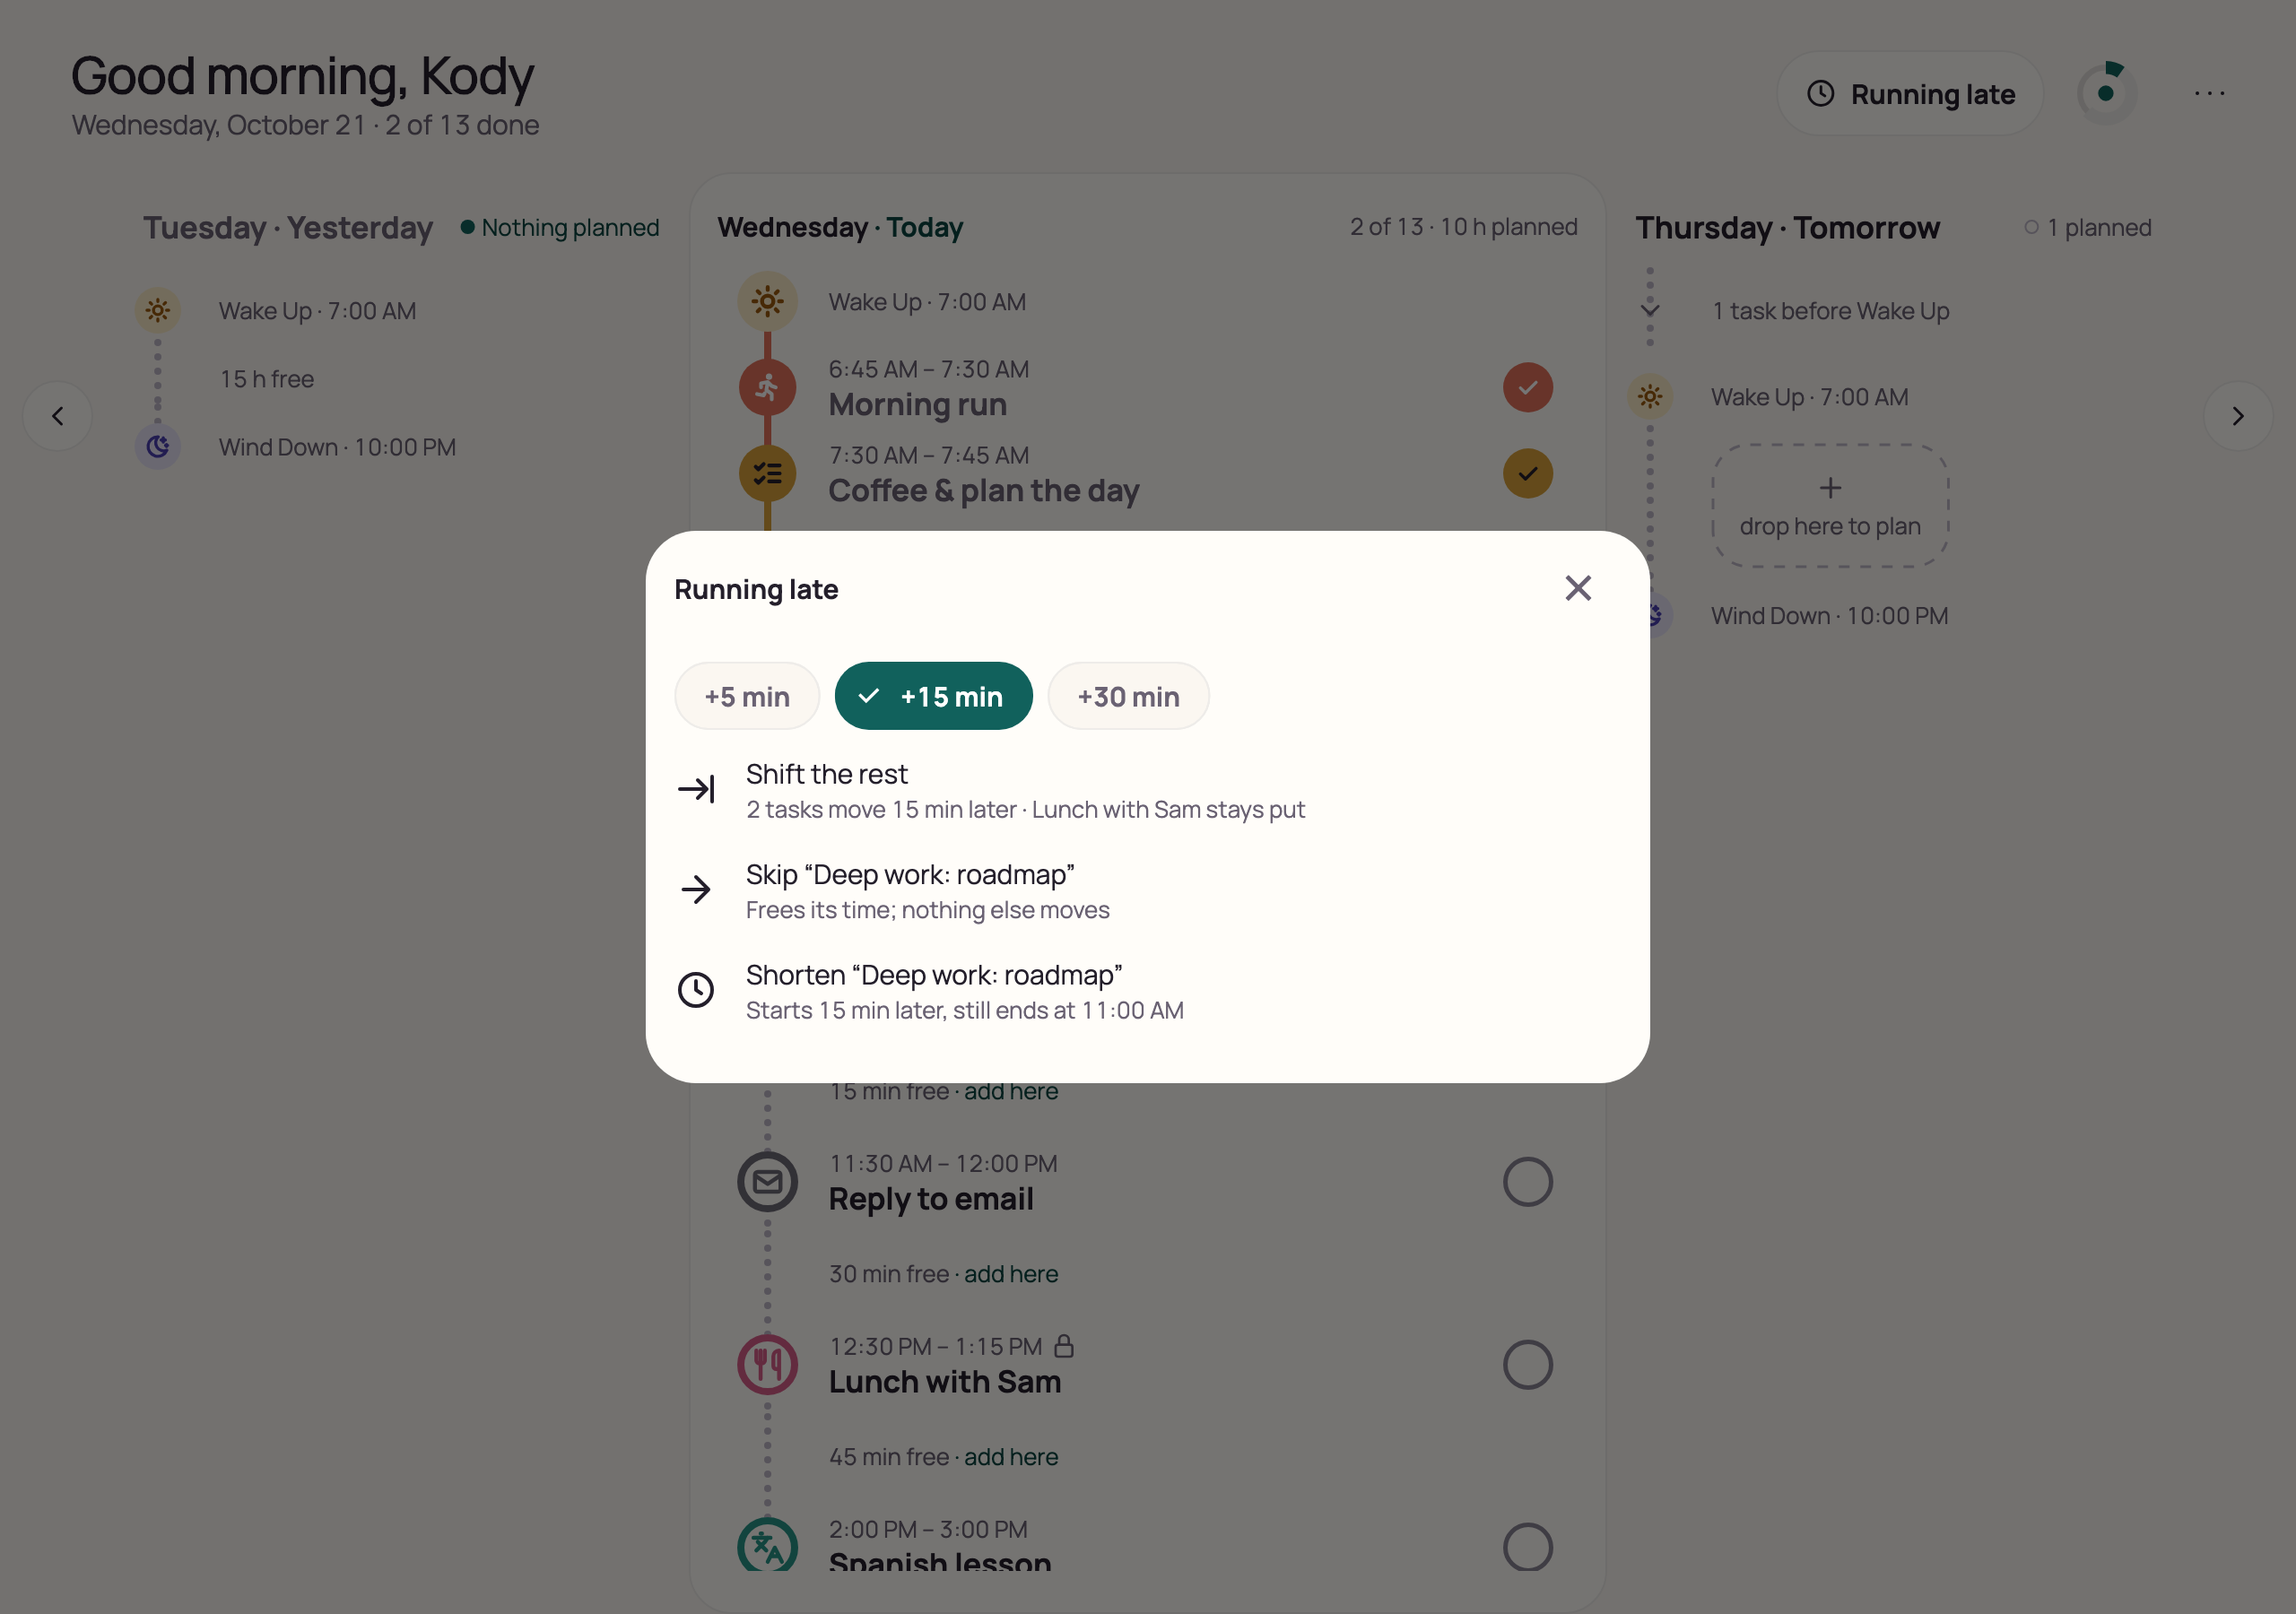 Good morning, Kody
Wednesday, October 21 · 2 of 13 done
Running late
Tuesday · Yesterday
Nothing planned
Wake Up · 7:00 AM
15 h free
Wind Down · 10:00 PM
Wednesday · Today
2 of 13 · 10 h planned
Wake Up · 7:00 AM
6:45 AM – 7:30 AM
Morning run
7:30 AM – 7:45 AM
Coffee & plan the day
Thursday · Tomorrow
1 planned
1 task before Wake Up
Wake Up · 7:00 AM
drop here to plan
Wind Down · 10:00 PM
Running late
+5 min
+15 min
+30 min
Shift the rest
2 tasks move 15 min later · Lunch with Sam stays put
Skip “Deep work: roadmap”
Frees its time; nothing else moves
Shorten “Deep work: roadmap”
Starts 15 min later, still ends at 11:00 AM
15 min free · add here
11:30 AM – 12:00 PM
Reply to email
30 min free · add here
12:30 PM – 1:15 PM
Lunch with Sam
45 min free · add here
2:00 PM – 3:00 PM
Spanish lesson